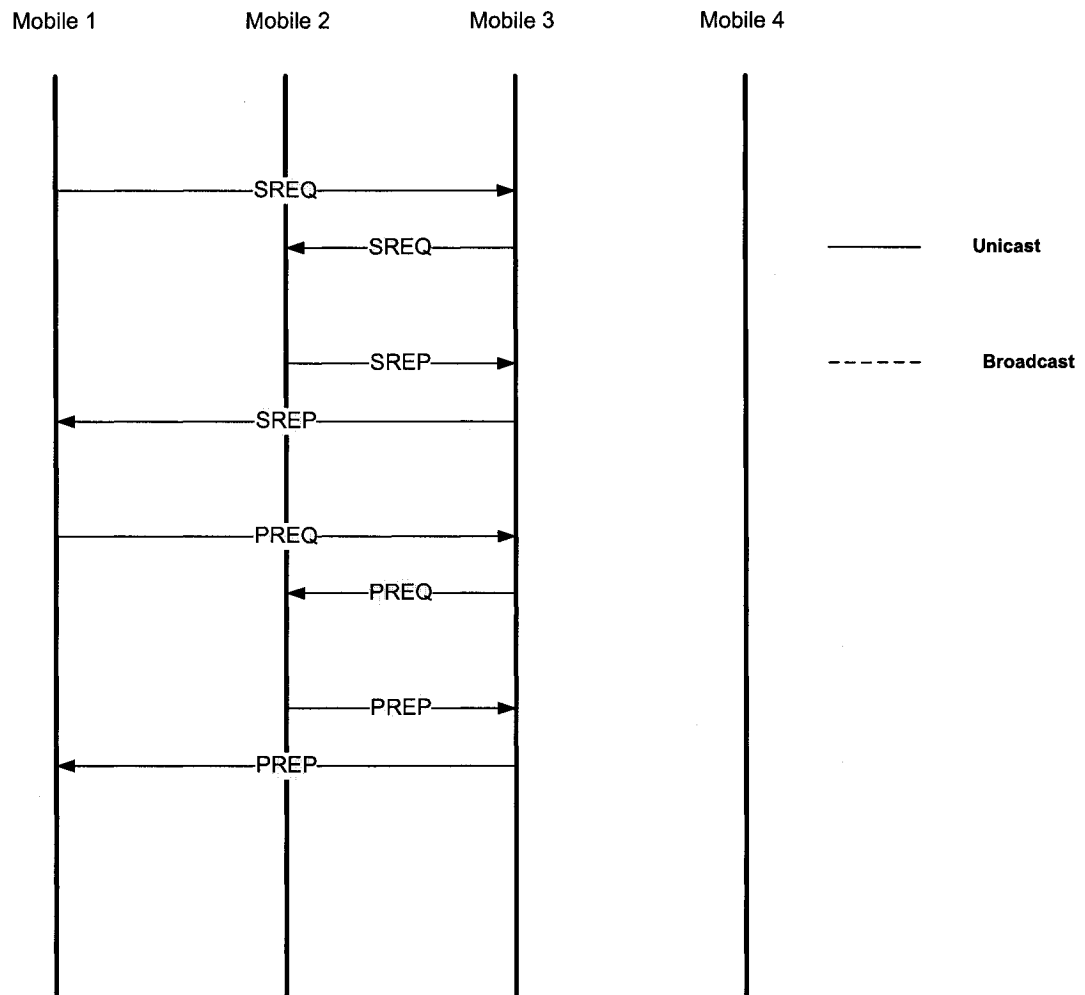 Mobile 1 Mobile 2 Mobile 3 Mobile 4
SREQ
SREQ
Unicast
SREP
Broadcast
SREP
PREQ
PREQ
PREP
PREP